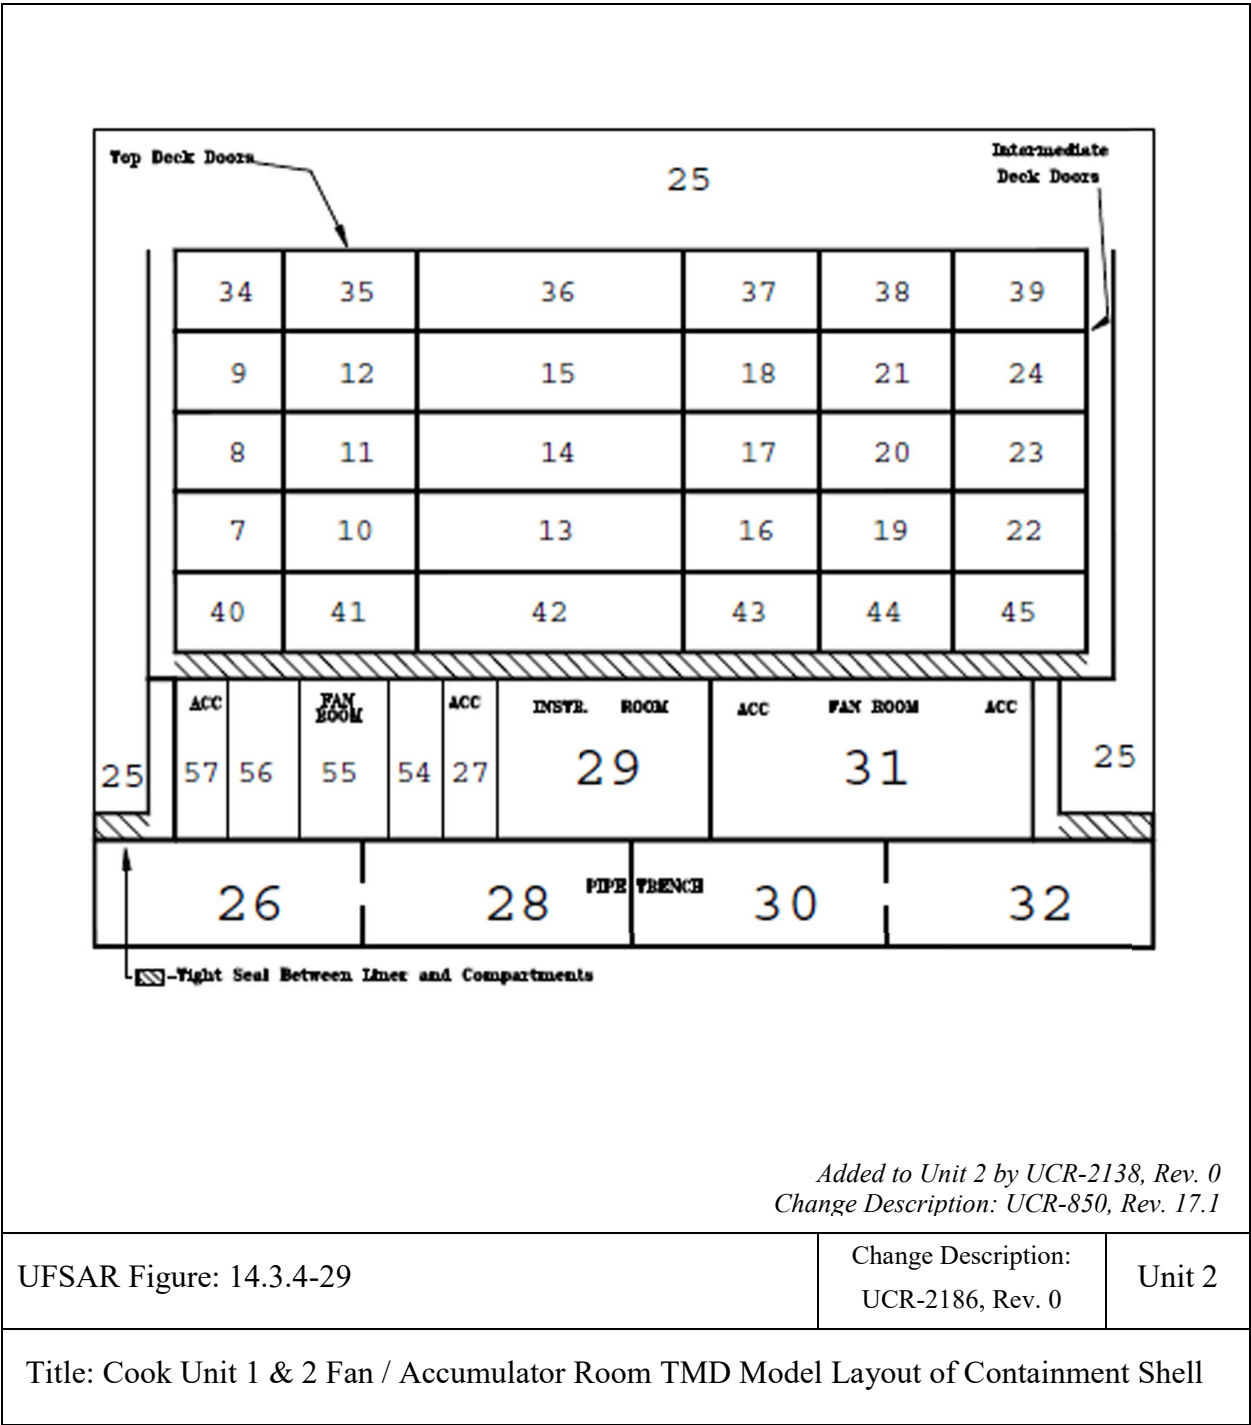 Top Deck Doors
Intermediate
Deck Doors
25
34 35 36 37 38 39
9 12 15 18 21 24
8 11 14 17 20 23
7 10 13 16 19 22
40 41 42 43 44 45
ACC FAN ROOM ACC INSTR. ROOM ACC FAN ROOM ACC
25 57 56 55 54 27 29 31 25
PIPE TRENCH
26 28 30 32
-Tight Seal Between Liner and Compartments
Added to Unit 2 by UCR-2138, Rev. 0
Change Description: UCR-850, Rev. 17.1
UFSAR Figure: 14.3.4-29
Change Description:
UCR-2186, Rev. 0
Unit 2
Title: Cook Unit 1 & 2 Fan / Accumulator Room TMD Model Layout of Containment Shell